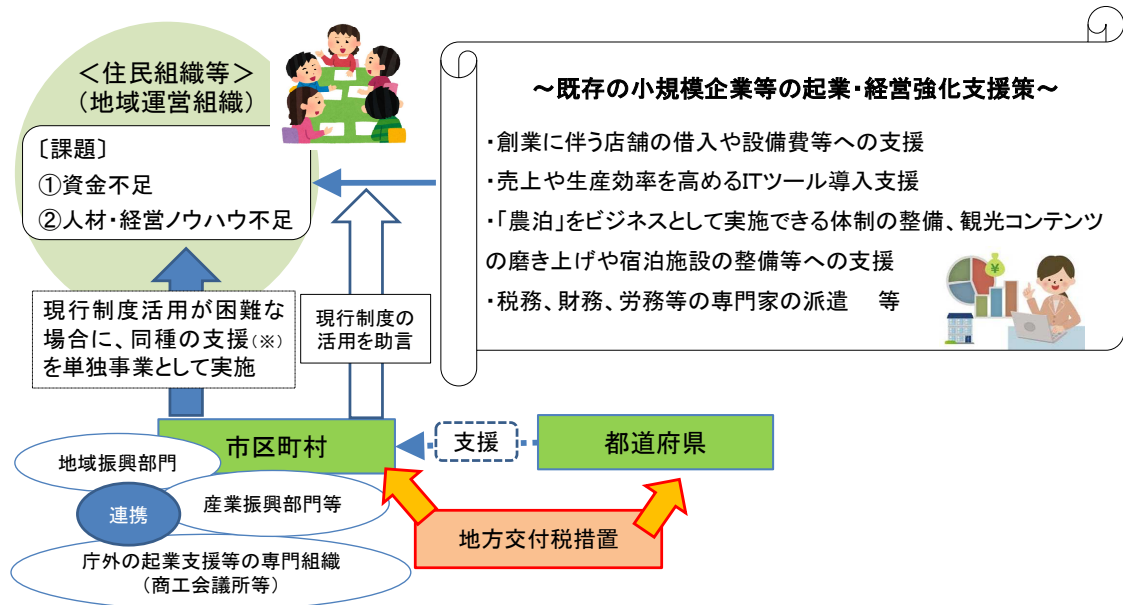 ＜住民組織等＞
（地域運営組織）
〔課題〕
①資金不足
②人材・経営ノウハウ不足
～既存の小規模企業等の起業・経営強化支援策～
・創業に伴う店舗の借入や設備費等への支援
・売上や生産効率を高めるITツール導入支援
・「農泊」をビジネスとして実施できる体制の整備、観光コンテンツ
の磨き上げや宿泊施設の整備等への支援
・税務、財務、労務等の専門家の派遣　等
¥
現行制度活用が困難な
場合に、同種の支援(※)
を単独事業として実施
現行制度の
活用を助言
市区町村
支援
都道府県
地域振興部門
産業振興部門等
連携
庁外の起業支援等の専門組織
（商工会議所等）
地方交付税措置